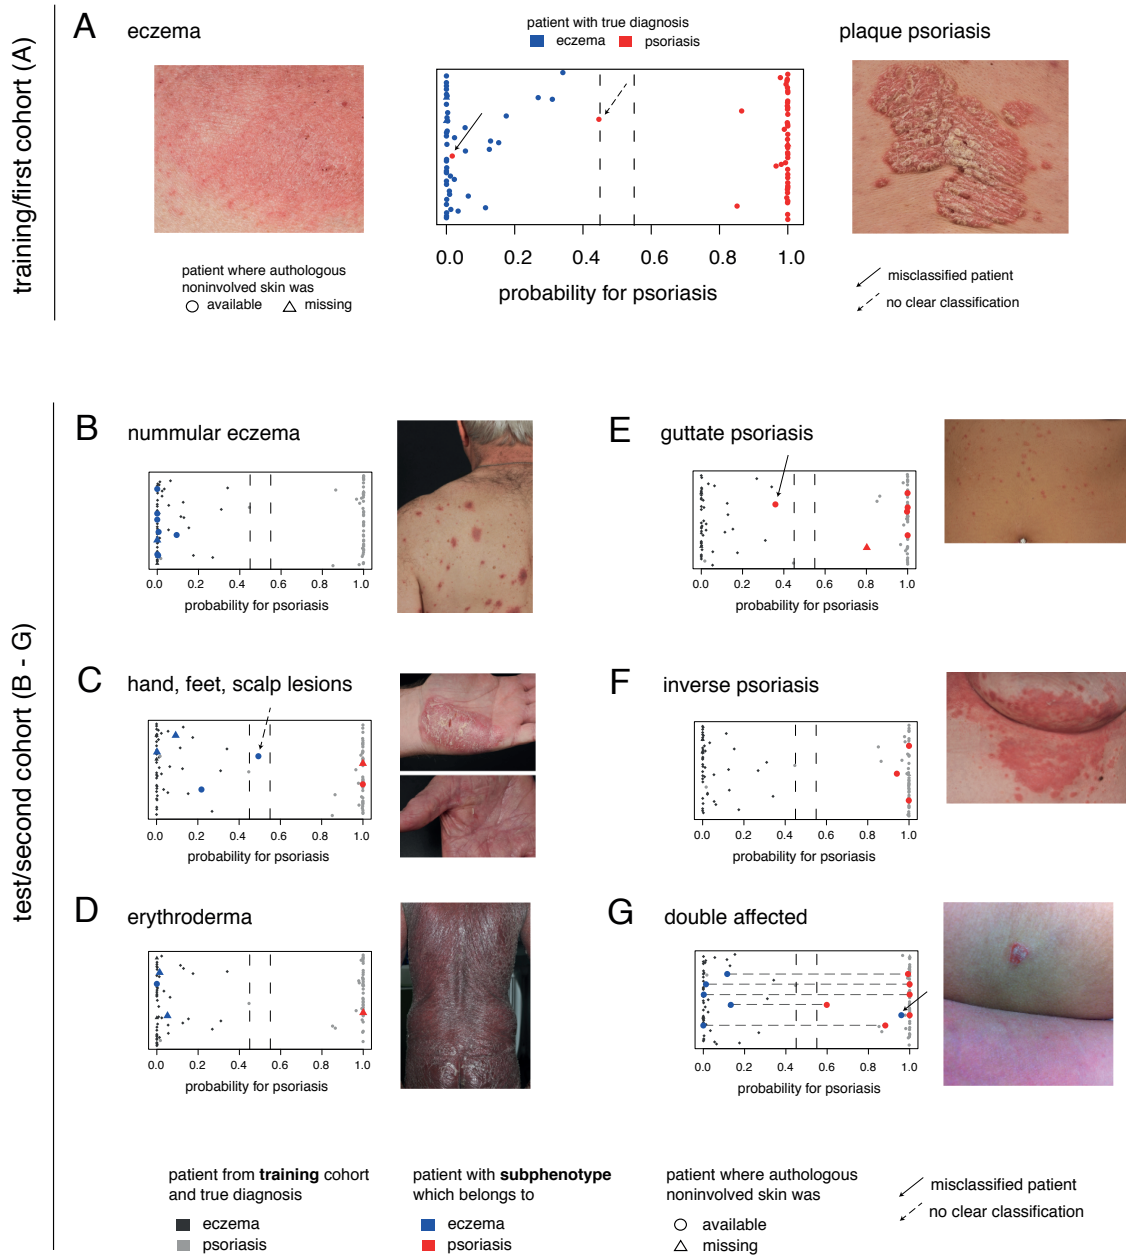 training/first cohort (A)
A
eczema
patient with true diagnosis
eczema
psoriasis
plaque psoriasis
0.0 0.2 0.4 0.6 0.8 1.0
probability for psoriasis
patient where authologous
noninvolved skin was
available
missing
misclassified patient
no clear classification
test/second cohort (B - G)
B
nummular eczema
0.0 0.2 0.4 0.6 0.8 1.0
probability for psoriasis
E
guttate psoriasis
0.0 0.2 0.4 0.6 0.8 1.0
probability for psoriasis
C
hand, feet, scalp lesions
0.0 0.2 0.4 0.6 0.8 1.0
probability for psoriasis
F
inverse psoriasis
0.0 0.2 0.4 0.6 0.8 1.0
probability for psoriasis
D
erythroderma
0.0 0.2 0.4 0.6 0.8 1.0
probability for psoriasis
G
double affected
0.0 0.2 0.4 0.6 0.8 1.0
probability for psoriasis
patient from training cohort
and true diagnosis
eczema
psoriasis
patient with subphenotype
which belongs to
eczema
psoriasis
patient where authologous
noninvolved skin was
available
missing
misclassified patient
no clear classification